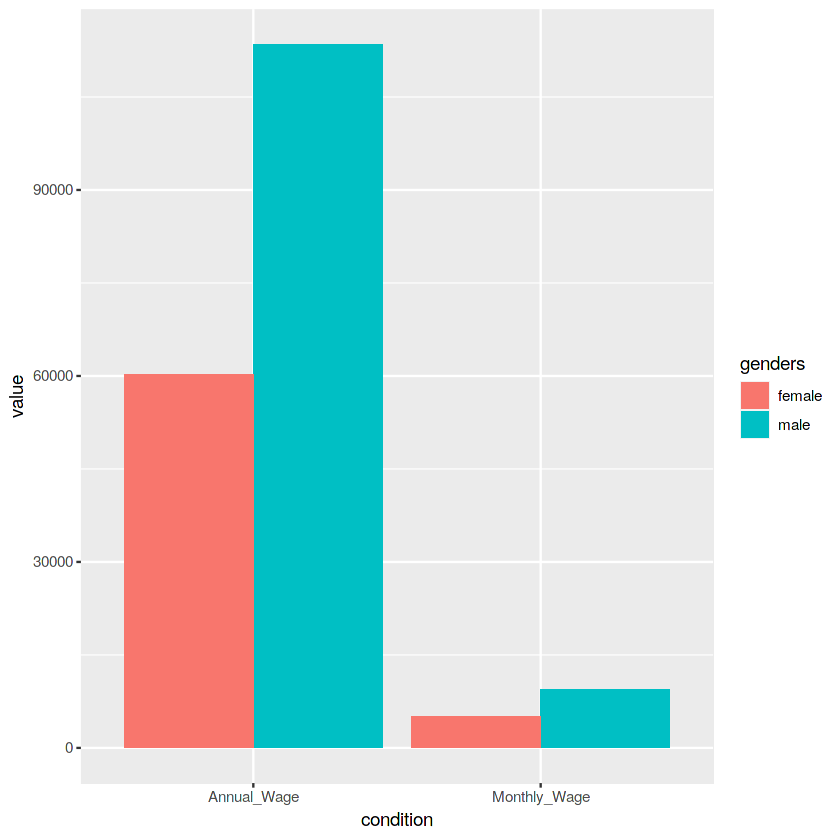 90000
60000
30000
0
value
Annual_Wage
Monthly_Wage
condition
genders
female
male